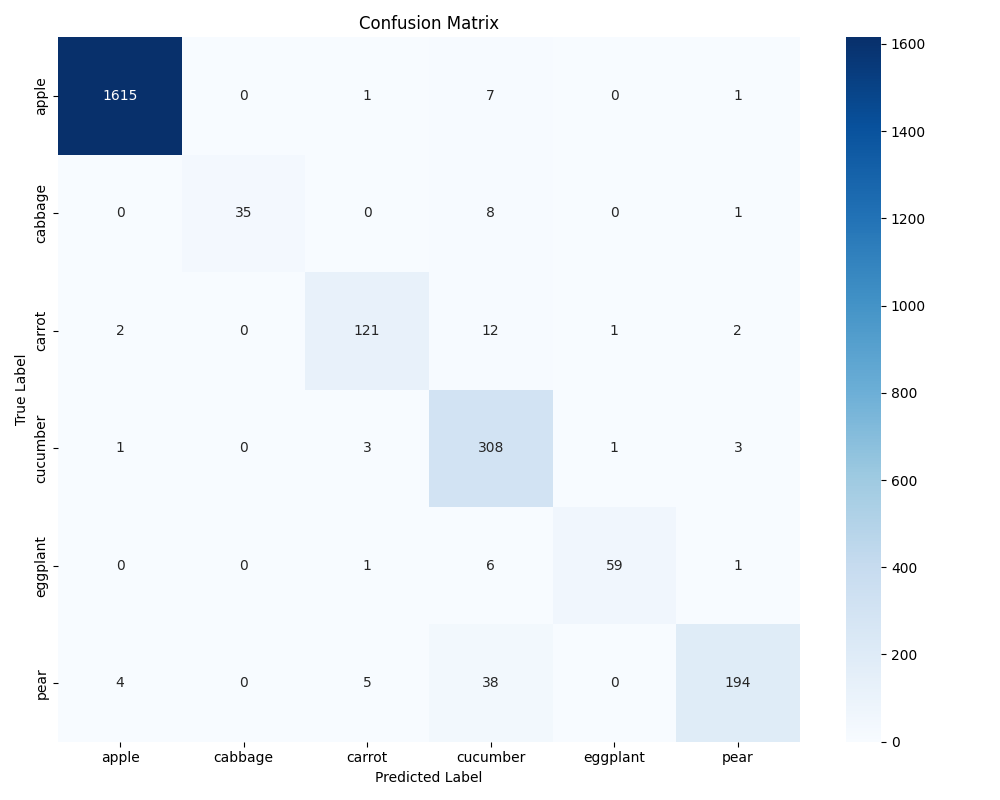 Confusion Matrix
True Label
apple 1615 0 1 7 0 1
cabbage 0 35 0 8 0 1
carrot 2 0 121 12 1 2
cucumber 1 0 3 308 1 3
eggplant 0 0 1 6 59 1
pear 4 0 5 38 0 194
apple cabbage carrot cucumber eggplant pear
Predicted Label
1600
1400
1200
1000
800
600
400
200
0